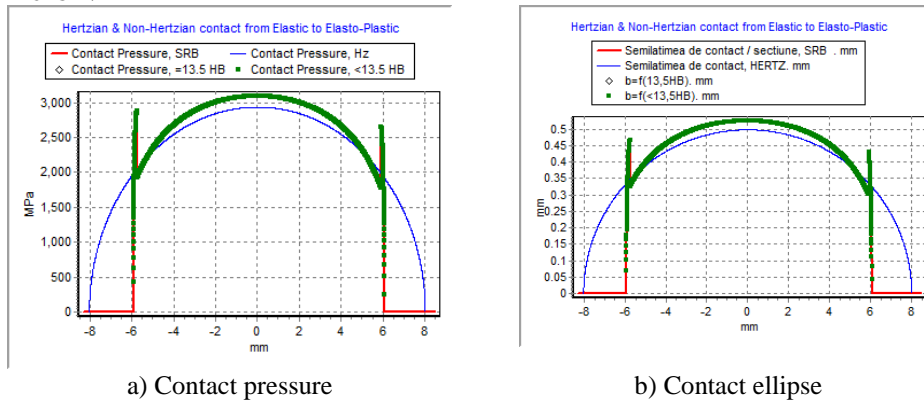 Hertzian & Non-Hertzian contact from Elastic to Elasto-Plastic
Contact Pressure, SRB
Contact Pressure, Hz
Contact Pressure, =13.5 HB
Contact Pressure, <13.5 HB
3,000
2,500
2,000
1,500
1,000
500
0
MPa
-8 -6 -4 -2 0 2 4 6 8
mm
a) Contact pressure
Hertzian & Non-Hertzian contact from Elastic to Elasto-Plastic
Semilatimea de contact / sectiune, SRB . mm
Semilatimea de contact, HERTZ. mm
b=f(13,5HB). mm
b=f(<13,5HB). mm
0.5
0.45
0.4
0.35
0.3
0.25
0.2
0.15
0.1
0.05
0
mm
-8 -6 -4 -2 0 2 4 6 8
mm
b) Contact ellipse